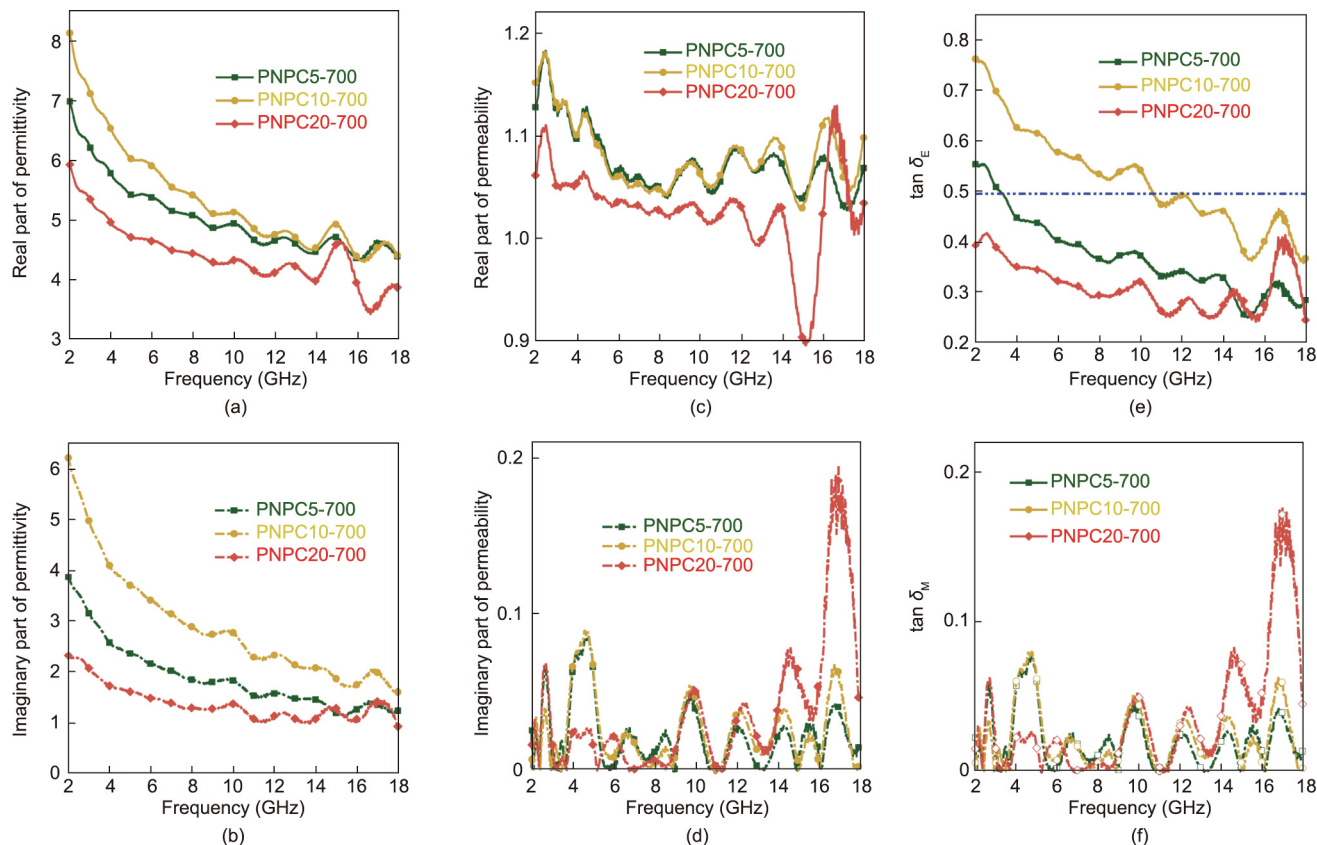 Real part of permittivity
8
7
6
5
4
3
PNPC5-700
PNPC10-700
PNPC20-700
2 4 6 8 10 12 14 16 18
Frequency (GHz)
(a)
Real part of permeability
1.2
1.1
1.0
0.9
PNPC5-700
PNPC10-700
PNPC20-700
2 4 6 8 10 12 14 16 18
Frequency (GHz)
(c)
tan δE
0.8
0.7
0.6
0.5
0.4
0.3
0.2
PNPC5-700
PNPC10-700
PNPC20-700
2 4 6 8 10 12 14 16 18
Frequency (GHz)
(e)
Imaginary part of permittivity
6
5
4
3
2
1
0
PNPC5-700
PNPC10-700
PNPC20-700
2 4 6 8 10 12 14 16 18
Frequency (GHz)
(b)
Imaginary part of permeability
0.2
0.1
0
PNPC5-700
PNPC10-700
PNPC20-700
2 4 6 8 10 12 14 16 18
Frequency (GHz)
(d)
tan δM
0.2
0.1
0
PNPC5-700
PNPC10-700
PNPC20-700
2 4 6 8 10 12 14 16 18
Frequency (GHz)
(f)